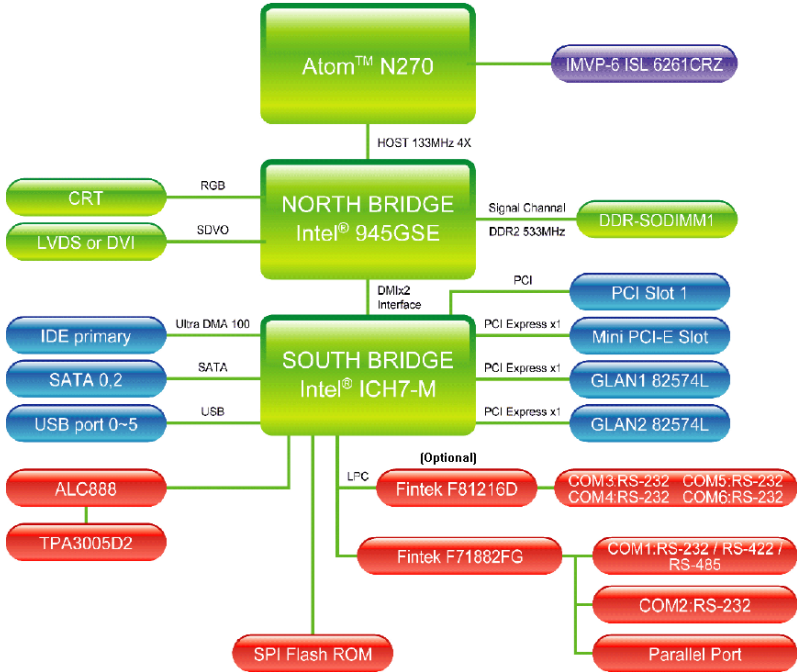 Atom™ N270
IMVP-6 ISL 6261CRZ
HOST 133MHz 4X
CRT
RGB
NORTH BRIDGE
Intel® 945GSE
LVDS or DVI
SDVO
Signal Channel
DDR2 533MHz
DDR-SODIMM1
DMIx2
Interface
PCI
PCI Slot 1
IDE primary
Ultra DMA 100
SOUTH BRIDGE
Intel® ICH7-M
PCI Express x1
Mini PCI-E Slot
SATA 0,2
SATA
PCI Express x1
GLAN1 82574L
USB port 0~5
USB
PCI Express x1
GLAN2 82574L
(Optional)
LPC
ALC888
Fintek F81216D
COM3:RS-232 COM5:RS-232
COM4:RS-232 COM6:RS-232
TPA3005D2
Fintek F71882FG
COM1:RS-232 / RS-422 /
RS-485
COM2:RS-232
SPI Flash ROM
Parallel Port